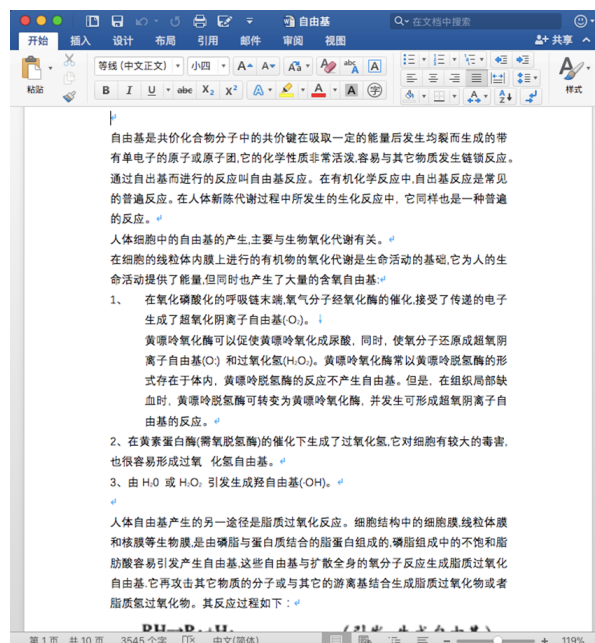 自由基
在文档中搜索
开始 插入 设计 布局 引用 邮件 审阅 视图 共享
粘贴 等线 (中文正文) 小四 A A Aa abc A 样式
B I U abc X₂ X² A A A 字
自由基是共价化合物分子中的共价键在吸取一定的能量后发生均裂而生成的带
有单电子的原子或原子团,它的化学性质非常活泼,容易与其它物质发生链锁反应。
通过自出基而进行的反应叫自由基反应。在有机化学反应中,自出基反应是常见
的普遍反应。在人体新陈代谢过程中所发生的生化反应中, 它同样也是一种普遍
的反应。
人体细胞中的自由基的产生,主要与生物氧化代谢有关。
在细胞的线粒体内膜上进行的有机物的氧化代谢是生命活动的基础,它为人的生
命活动提供了能量,但同时也产生了大量的含氧自由基:
1、 在氧化磷酸化的呼吸链末端,氧气分子经氧化酶的催化,接受了传递的电子
生成了超氧化阴离子自由基(·O₂)。
黄嘌呤氧化酶可以促使黄嘌呤氧化成尿酸, 同时, 使氧分子还原成超氧阴
离子自由基(O:) 和过氧化氢(H₂O₂)。黄嘌呤氧化酶常以黄嘌呤脱氢酶的形
式存在于体内, 黄嘌呤脱氢酶的反应不产生自由基。但是, 在组织局部缺
血时, 黄嘌呤脱氢酶可转变为黄嘌呤氧化酶, 并发生可形成超氧阴离子自
由基的反应。
2、在黄素蛋白酶(需氧脱氢酶)的催化下生成了过氧化氢,它对细胞有较大的毒害,
也很容易形成过氧 化氢自由基。
3、由 H₂0 或 H₂O₂ 引发生成羟自由基(·OH)。
人体自由基产生的另一途径是脂质过氧化反应。细胞结构中的细胞膜,线粒体膜
和核膜等生物膜,是由磷脂与蛋白质结合的脂蛋白组成的,磷脂组成中的不饱和脂
肪酸容易引发产生自由基,这些自由基与扩散全身的氧分子反应生成脂质过氧化
自由基.它再攻击其它物质的分子或与其它的游离基结合生成脂质过氧化物或者
脂质氢过氧化物。其反应过程如下：
第 1 页 共 10 页 3545 个字 中文(简体) 119%